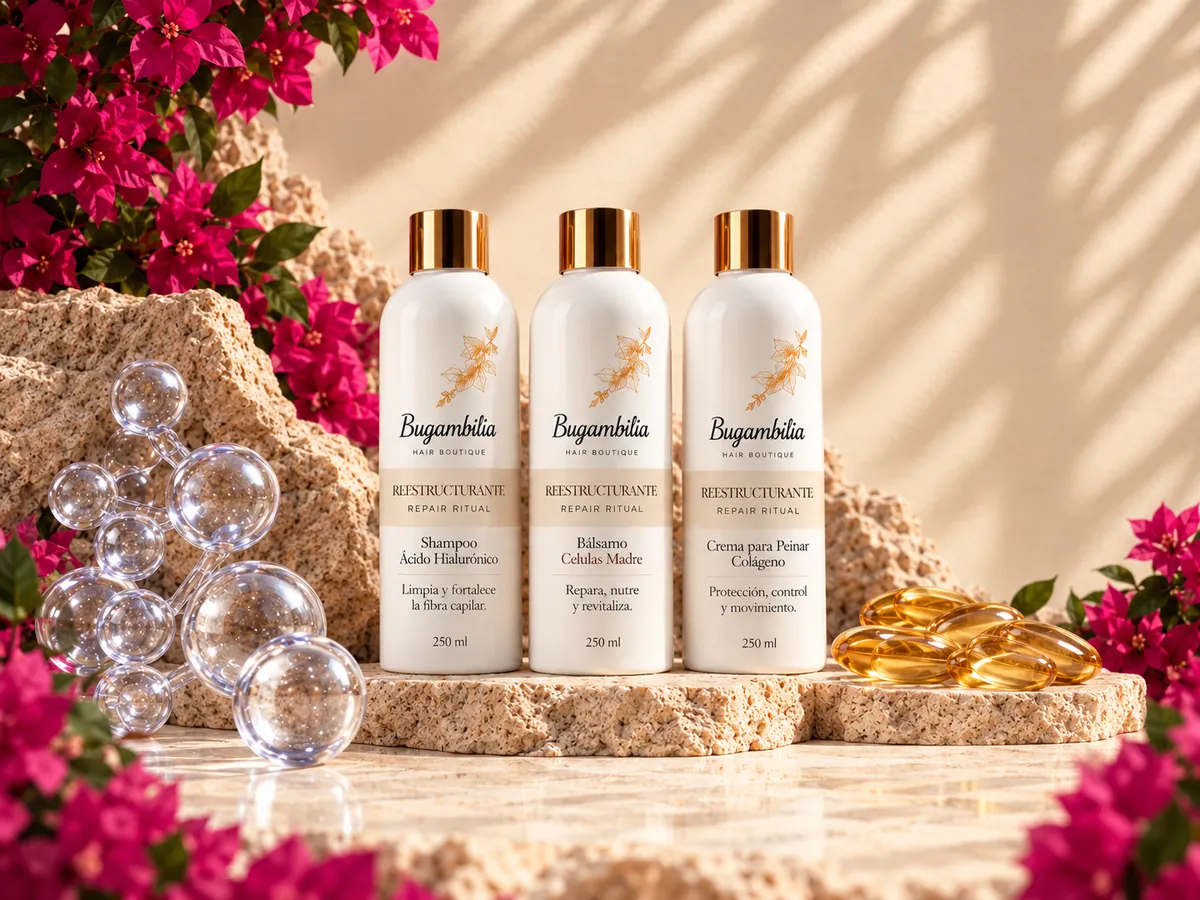 Bugambilia
HAIR BOUTIQUE
REESTRUCTURANTE
REPAIR RITUAL
Shampoo
Ácido Hialurónico
Limpia y fortalece
la fibra capilar.
250 ml
Bugambilia
HAIR BOUTIQUE
REESTRUCTURANTE
REPAIR RITUAL
Bálsamo
Celulas Madre
Repara, nutre
y revitaliza.
250 ml
Bugambilia
HAIR BOUTIQUE
REESTRUCTURANTE
REPAIR RITUAL
Crema para Peinar
Colágeno
Protección, control
y movimiento.
250 ml